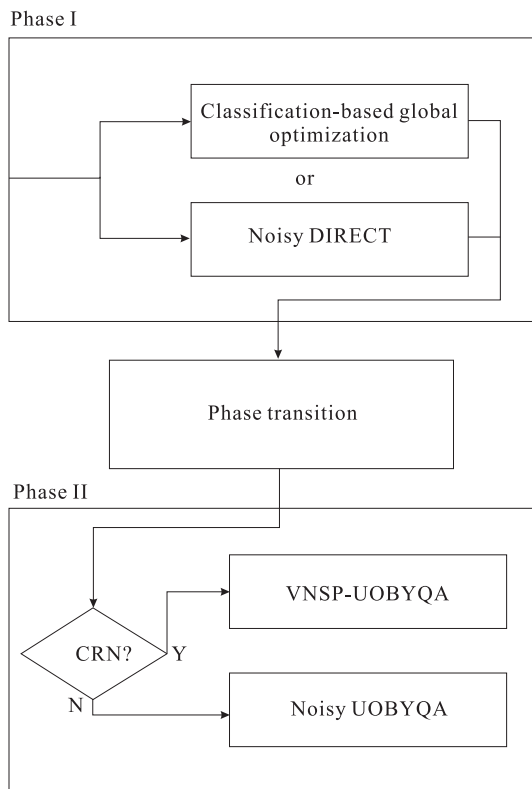 Phase I
Classification-based global
optimization
or
Noisy DIRECT
Phase transition
Phase II
VNSP-UOBYQA
CRN?
Y
N
Noisy UOBYQA